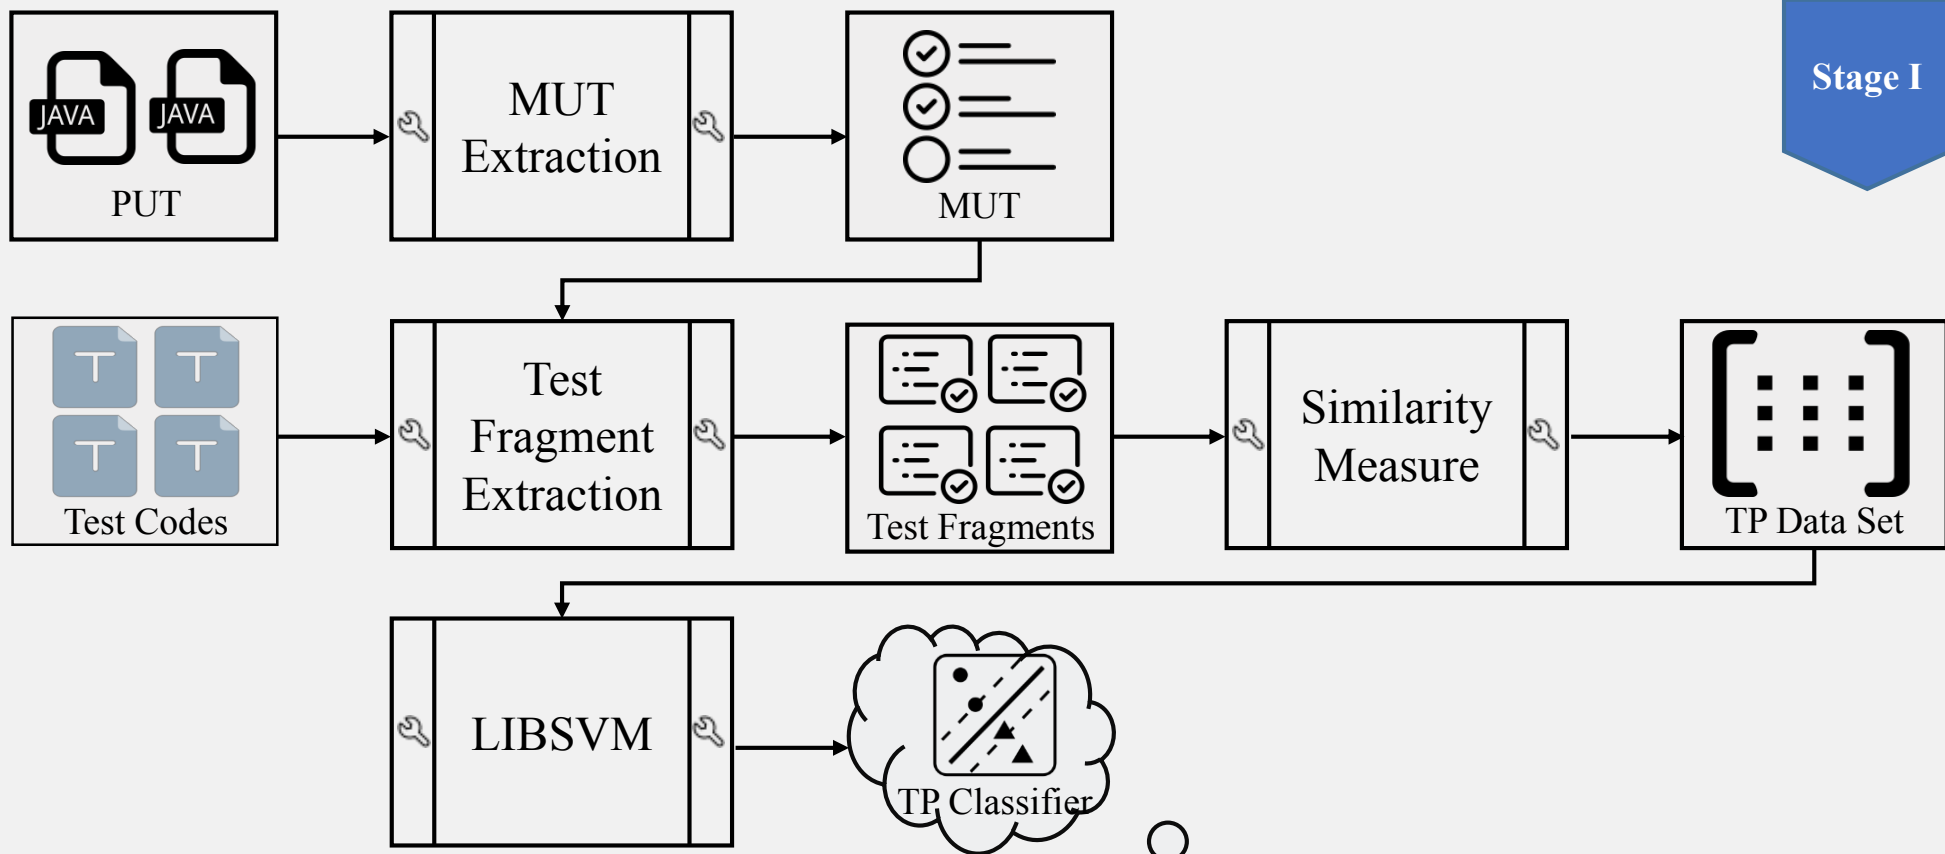 Stage I
JAVA
JAVA
PUT
MUT
Extraction
MUT
T
T
T
T
Test Codes
Test
Fragment
Extraction
Test Fragments
Similarity
Measure
TP Data Set
LIBSVM
TP Classifier